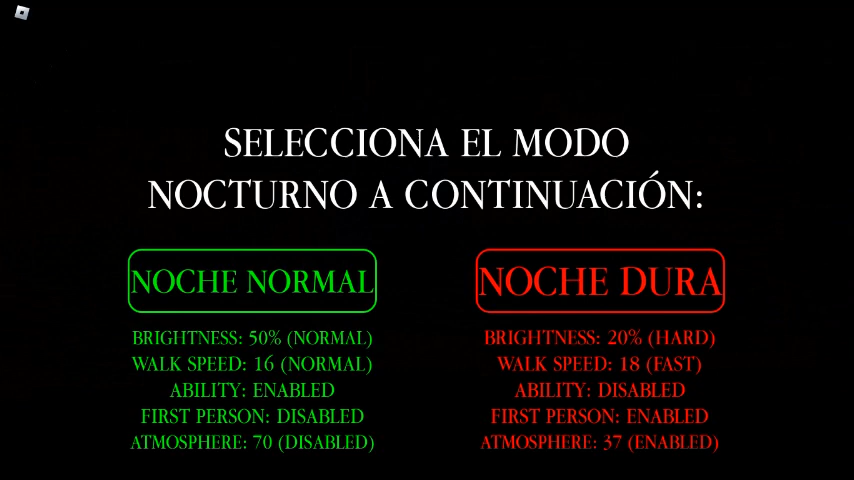 SELECCIONA EL MODO
NOCTURNO A CONTINUACIÓN:
NOCHE NORMAL
BRIGHTNESS: 50% (NORMAL)
WALK SPEED: 16 (NORMAL)
ABILITY: ENABLED
FIRST PERSON: DISABLED
ATMOSPHERE: 70 (DISABLED)
NOCHE DURA
BRIGHTNESS: 20% (HARD)
WALK SPEED: 18 (FAST)
ABILITY: DISABLED
FIRST PERSON: ENABLED
ATMOSPHERE: 37 (ENABLED)